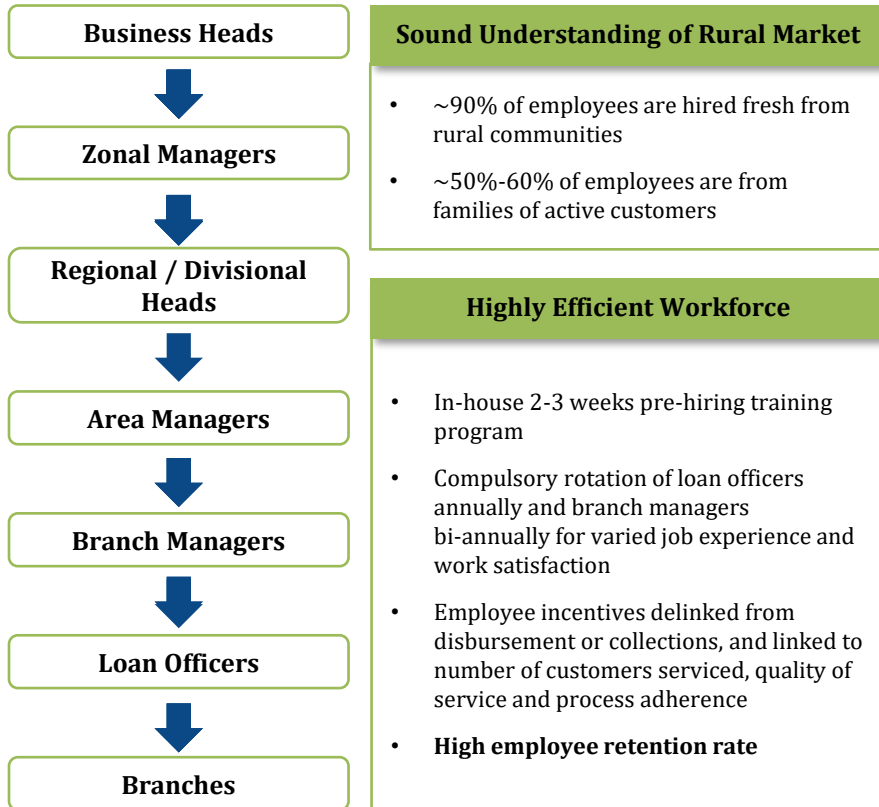 Business Heads
Zonal Managers
Regional / Divisional
Heads
Area Managers
Branch Managers
Loan Officers
Branches
Sound Understanding of Rural Market
• ~90% of employees are hired fresh from
rural communities
• ~50%-60% of employees are from
families of active customers
Highly Efficient Workforce
• In-house 2-3 weeks pre-hiring training
program
• Compulsory rotation of loan officers
annually and branch managers
bi-annually for varied job experience and
work satisfaction
• Employee incentives delinked from
disbursement or collections, and linked to
number of customers serviced, quality of
service and process adherence
• High employee retention rate